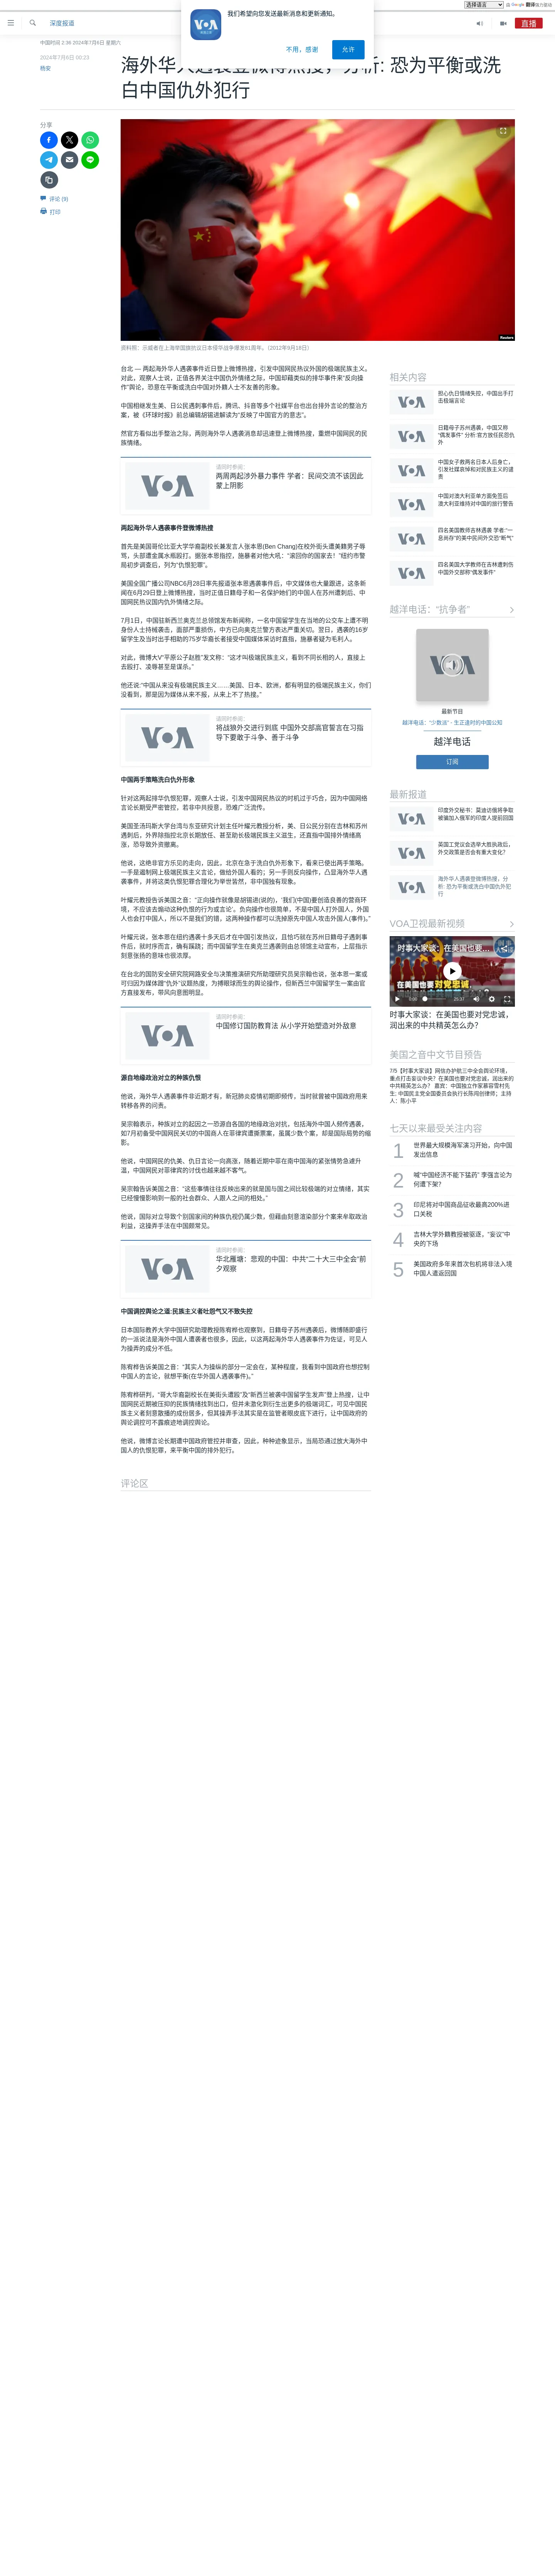 选择语言
由 Google 翻译强力驱动
我们希望向您发送最新消息和更新通知。
不用，感谢
允许
深度报道
直播
中国时间 2:36 2024年7月6日 星期六
2024年7月6日 00:23
杨安
海外华人遇袭登微博热搜，分析: 恐为平衡或洗
白中国仇外犯行
分享
评论 (9)
打印
Reuters
资料照：示威者在上海举国旗抗议日本侵华战争爆发81周年。（2012年9月18日）
台北 — 两起海外华人遇袭事件近日登上微博热搜，引发中国网民热议外国的极端民族主义。
对此，观察人士说，正值各界关注中国仇外情绪之际，中国却藉类似的排华事件来“反向操
作”舆论，恐意在平衡或洗白中国对外籍人士不友善的形象。
中国相继发生美、日公民遇刺事件后，腾讯、抖音等多个社媒平台也出台排外言论的整治方
案，被《环球时报》前总编辑胡锡进解读为“反映了中国官方的意志”。
然官方看似出手整治之际，两则海外华人遇袭消息却迅速登上微博热搜，重燃中国网民的民
族情绪。
请同时参阅：
两周两起涉外暴力事件 学者：民间交流不该因此
蒙上阴影
两起海外华人遇袭事件登微博热搜
首先是美国哥伦比亚大学华裔副校长兼发言人张本恩(Ben Chang)在校外街头遭美籍男子辱
骂，头部遭金属水瓶殴打。据张本恩指控，施暴者对他大吼：“滚回你的国家去！”纽约市警
局初步调查后，列为“仇恨犯罪”。
美国全国广播公司NBC6月28日率先报道张本恩遇袭事件后，中文媒体也大量跟进，这条新
闻在6月29日登上微博热搜，当时正值日籍母子和一名保护她们的中国人在苏州遭刺后、中
国网民热议国内仇外情绪之际。
7月1日，中国驻新西兰奥克兰总领馆发布新闻称，一名中国留学生在当地的公交车上遭不明
身份人士持械袭击，面部严重损伤，中方已向奥克兰警方表达严重关切。翌日，遇袭的16岁
留学生及当时出手相助的75岁华裔长者接受中国官媒环球时访直指，施暴者疑为毛利人。
对此，微博大V“平原公子赵胜”发文称：“这才叫极端民族主义，看到不同长相的人，直接上
去殴打、凌辱甚至是谋杀。”
他还说:“中国从来没有极端民族主义……美国、日本、欧洲，都有明显的极端民族主义，你们
没看到，那是因为媒体从来不报，从来上不了热搜。”
请同时参阅：
将战狼外交进行到底 中国外交部高官誓言在习指
导下要敢于斗争、善于斗争
中国两手策略洗白仇外形象
针对这两起排华仇恨犯罪，观察人士说，引发中国网民热议的时机过于巧合，因为中国网络
言论长期受严密管控，若非中共授意，恐难广泛流传。
美国圣汤玛斯大学台湾与东亚研究计划主任叶耀元教授分析，美、日公民分别在吉林和苏州
遇刺后，外界除指控北京长期放任、甚至助长极端民族主义滋生，还直指中国排外情绪高
涨，恐导致外资撤离。
他说，这绝非官方乐见的走向，因此，北京在急于洗白仇外形象下，看来已使出两手策略。
一手是遏制网上极端民族主义言论，做给外国人看的；另一手则反向操作，凸显海外华人遇
袭事件，并将这类仇恨犯罪合理化为举世皆然，非中国独有现象。
叶耀元教授告诉美国之音：“正向操作就像是胡锡进(说的)，‘我们(中国)要创造良善的营商环
境，不应该去煽动这种仇恨的行为或言论’。负向操作也很简单，不是中国人打外国人，外国
人也会打中国人，所以不是我们的错，这两种操作都可以洗掉原先中国人攻击外国人(事件)。”
叶耀元说，张本恩在纽约遇袭十多天后才在中国引发热议，且恰巧就在苏州日籍母子遇刺事
件后，就时序而言，确有蹊跷；而中国留学生在奥克兰遇袭则由总领馆主动宣布，上层指示
刻意张扬的意味也很浓厚。
在台北的国防安全研究院网路安全与决策推演研究所助理研究员吴宗翰也说，张本恩一案或
可归因为媒体蹭“仇外”议题热度，为搏眼球而生的舆论操作，但新西兰中国留学生一案由官
方直接发布，带风向意图明显。
请同时参阅：
中国修订国防教育法 从小学开始塑造对外敌意
源自地缘政治对立的种族仇恨
他说，海外华人遇袭事件非近期才有，新冠肺炎疫情初期即频传，当时就曾被中国政府用来
转移各界的问责。
吴宗翰表示，种族对立的起因之一恐源自各国的地缘政治对抗，包括海外中国人频传遇袭，
如7月初备受中国网民关切的中国商人在菲律宾遭撕票案，虽属少数个案，却是国际局势的缩
影。
他说，中国网民的仇美、仇日言论一向高涨，随着近期中菲在南中国海的紧张情势急遽升
温，中国网民对菲律宾的讨伐也越来越不客气。
吴宗翰告诉美国之音：“这些事情往往反映出来的就是国与国之间比较极端的对立情绪，其实
已经慢慢影响到一般的社会群众、人跟人之间的相处。”
他说，国际对立导致个别国家间的种族仇视仍属少数，但藉由刻意渲染部分个案来牟取政治
利益，这操弄手法在中国颇常见。
请同时参阅：
华北雁塘：悲观的中国：中共“二十大三中全会”前
夕观察
中国调控舆论之道:民族主义者吐怨气又不致失控
日本国际教养大学中国研究助理教授陈宥桦也观察到，日籍母子苏州遇袭后，微博随即盛行
的一派说法是海外中国人遭袭者也很多，因此，以这两起海外华人遇袭事件为佐证，可见人
为操弄的成分不低。
陈宥桦告诉美国之音：“其实人为操纵的部分一定会在，某种程度，我看到中国政府也想控制
中国人的言论，就想平衡(在华外国人遇袭事件)。”
陈宥桦研判，“哥大华裔副校长在美街头遭殴”及“新西兰被袭中国留学生发声”登上热搜，让中
国网民近期被压抑的民族情绪找到出口，但并未激化到衍生出更多的极端词汇，可见中国民
族主义者刻意散播的成份居多，但其操弄手法其实是在监管者眼皮底下进行，让中国政府的
舆论调控可不露痕迹地调控舆论。
他说，微博言论长期遭中国政府管控并审查，因此，种种迹象显示，当局恐通过放大海外中
国人的仇恨犯罪，来平衡中国的排外犯行。
评论区
相关内容
担心仇日情绪失控，中国出手打
击极端言论
日籍母子苏州遇袭，中国又称
“偶发事件” 分析:官方放任民怨仇
外
中国女子救两名日本人后身亡，
引发社媒哀悼和对民族主义的谴
责
中国对澳大利亚单方面免签后
澳大利亚维持对中国的旅行警告
四名美国教师吉林遇袭 学者:“一
息尚存”的美中民间外交恐“断气”
四名美国大学教师在吉林遭刺伤
中国外交部称“偶发事件”
越洋电话：“抗争者”
最新节目
越洋电话：“少数派” - 生正逢时的中国公知
越洋电话
订阅
最新报道
印度外交秘书：莫迪访俄将争取
被骗加入俄军的印度人提前回国
英国工党议会选举大胜执政后，
外交政策是否会有重大变化?
海外华人遇袭登微博热搜，分
析: 恐为平衡或洗白中国仇外犯
行
VOA卫视最新视频
时事大家谈：在美国也要…
在美国也要对党忠诚，
0:00
25:37
时事大家谈：在美国也要对党忠诚，
润出来的中共精英怎么办？
美国之音中文节目预告
7/5【时事大家谈】网信办护航三中全会舆论环境，
重点打击妄议中央？在美国也要对党忠诚，润出来的
中共精英怎么办？ 嘉宾：中国独立作家慕容雪村先
生; 中国民主党全国委员会执行长陈闯创律师；主持
人：陈小平
七天以来最受关注内容
1 世界最大规模海军演习开始，向中国
发出信息
2 喊“中国经济不能下猛药” 李强言论为
何遭下架？
3 印尼将对中国商品征收最高200%进
口关税
4 吉林大学外籍教授被驱逐，“妄议”中
央的下场
5 美国政府多年来首次包机将非法入境
中国人遣返回国